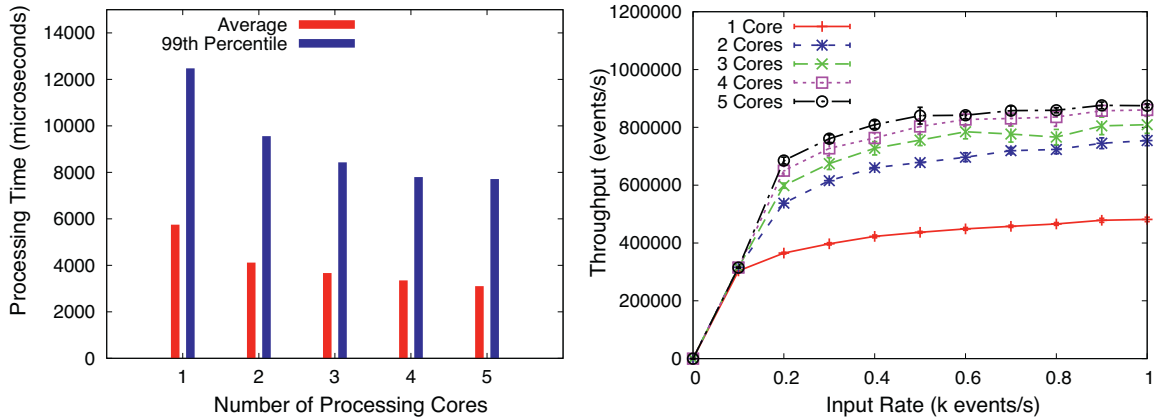 Average
99th Percentile
14000
12000
10000
8000
6000
4000
2000
0
Processing Time (microseconds)
1 2 3 4 5
Number of Processing Cores
1 Core
2 Cores
3 Cores
4 Cores
5 Cores
1200000
1000000
800000
600000
400000
200000
0
Throughput (events/s)
0 0.2 0.4 0.6 0.8 1
Input Rate (k events/s)